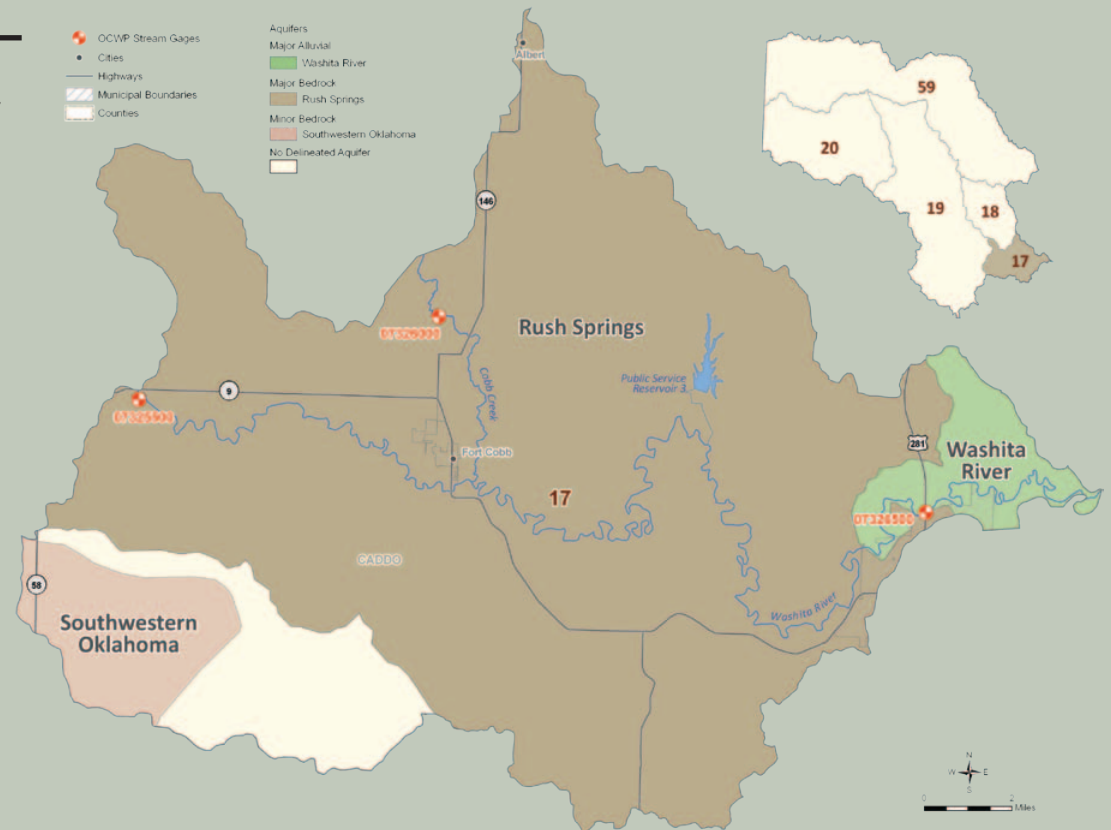 OCWP Stream Gages
Cities
Highways
Municipal Boundaries
Counties
Aquifers
Major Alluvial
Washita River
Major Bedrock
Rush Springs
Minor Bedrock
Southwestern Oklahoma
No Delineated Aquifer
Albert
59
20
19
18
17
146
Rush Springs
Public Service
Reservoir 3
Cobb Creek
9
Fort Cobb
281
Washita
River
17
CADDO
58
Southwestern
Oklahoma
Washita River
N
W
E
S
0
2
Miles